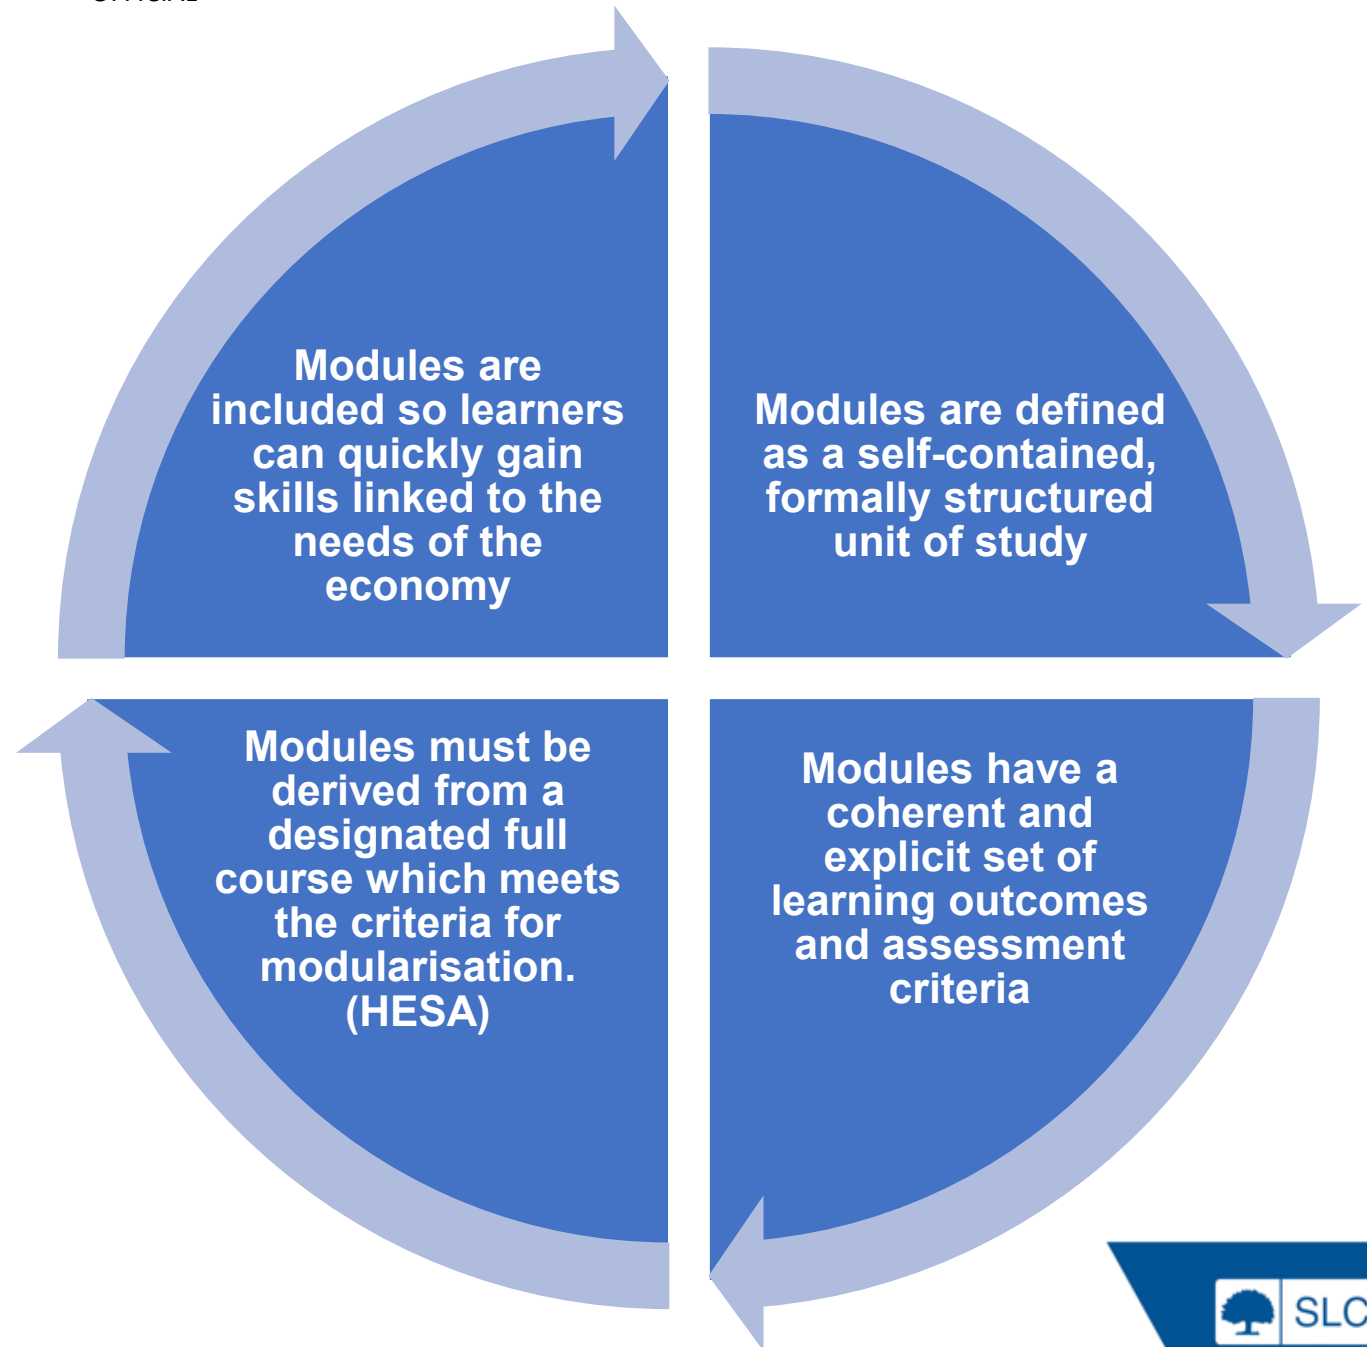 Modules are
included so learners
can quickly gain
skills linked to the
needs of the
economy
Modules are defined
as a self-contained,
formally structured
unit of study
Modules must be
derived from a
designated full
course which meets
the criteria for
modularisation.
(HESA)
Modules have a
coherent and
explicit set of
learning outcomes
and assessment
criteria
SLC